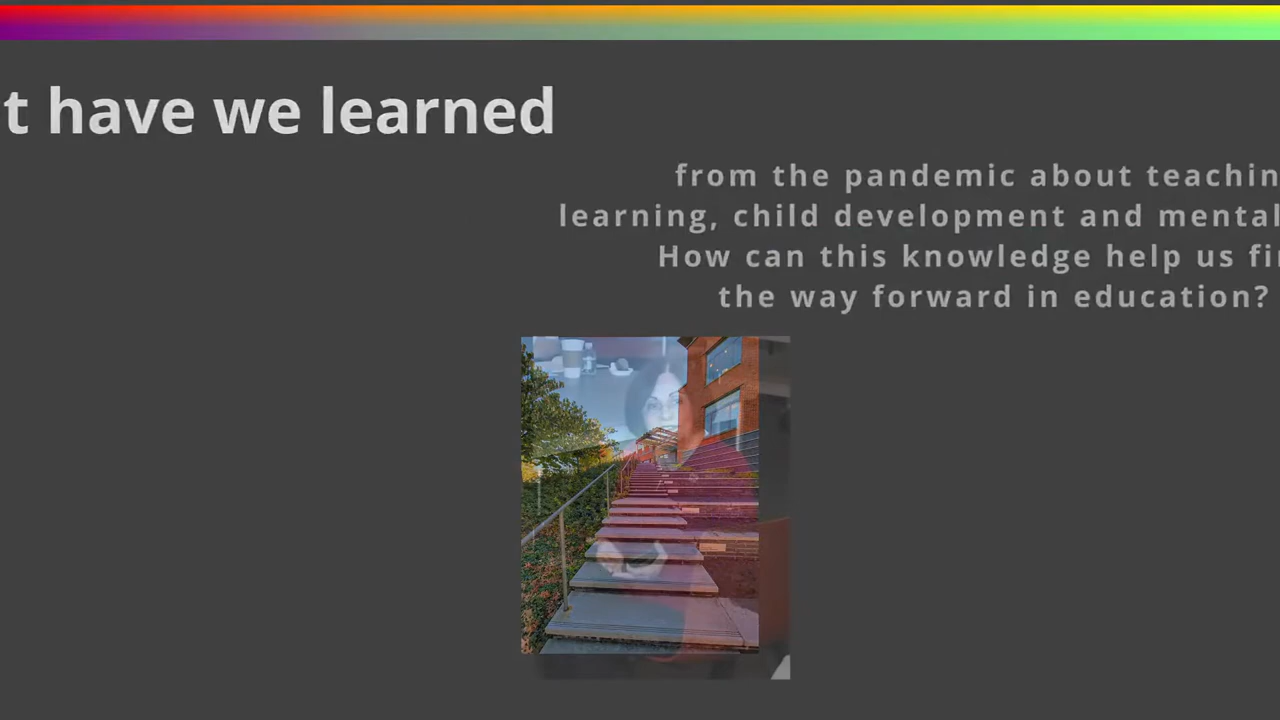 t have we learned
from the pandemic about teachin
learning, child development and mental
How can this knowledge help us fi
the way forward in education?